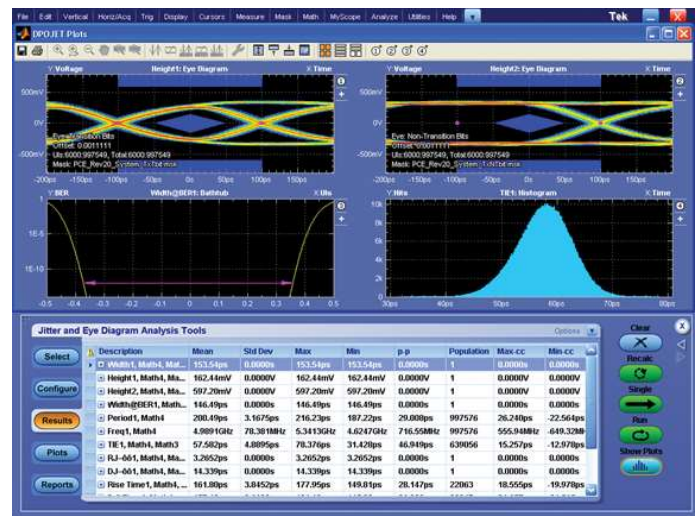 File Edit Vertical Horiz/Acq Trig Display Cursors Measure Mask Math MyScope Analyze Utilities Help Tek
DPOJET Plots
Y:Voltage Height1: Eye Diagram X:Time
500mV
0V
-500mV
Eye: Transition Bits
Offset: 0.0011111
UIs:6000:997549, Total:6000:997549
-200ps -150ps -100ps -50ps 0s 50ps 100ps 150ps
1
Y:Voltage Height2: Eye Diagram X:Time
500mV
0V
-500mV
Eye: Non-Transition Bits
Offset: 0.0011111
UIs:6000:997549, Total:6000:997549
-200ps -150ps -100ps -50ps 0s 50ps 100ps 150ps
2
Y:BER Width@BER1: Bathtub X:UIs
1
1E-5
1E-10
-0.5 -0.4 -0.3 -0.2 -0.1 0 0.1 0.2 0.3 0.4 0.5
3
Y:Hits TIE1: Histogram X:Time
10k
8k
6k
4k
2k
0
30ps 40ps 50ps 60ps 70ps 80ps
4
Jitter and Eye Diagram Analysis Tools
Options
Select
Configure
Results
Plots
Reports
Description Mean Std Dev Max Min p-p Population Max-cc Min-cc
Width1, Math4, Mat... 153.54ps 0.0000s 153.54ps 153.54ps 0.0000s 1 0.0000s 0.0000s
Height1, Math4, Ma... 162.44mV 0.0000V 162.44mV 162.44mV 0.0000V 1 0.0000V 0.0000V
Height2, Math4, Ma... 597.20mV 0.0000V 597.20mV 597.20mV 0.0000V 1 0.0000V 0.0000V
Width@BER1, Math... 146.49ps 0.0000s 146.49ps 146.49ps 0.0000s 1 0.0000s 0.0000s
Period1, Math4 200.49ps 3.1675ps 216.23ps 187.22ps 29.008ps 997576 26.240ps -22.564ps
Freq1, Math4 4.9891GHz 78.381MHz 5.3413GHz 4.6247GHz 716.55MHz 997576 555.94MHz
TIE1, Math4, Math3 57.582ps 4.8895ps 78.376ps 31.428ps 46.949ps 639056 15.257ps -12.978ps
RJ-δδ1, Math4, Ma... 3.2652ps 0.0000s 3.2652ps 3.2652ps 0.0000s 1 0.0000s 0.0000s
DJ-δδ1, Math4, Ma... 14.339ps 0.0000s 14.339ps 14.339ps 0.0000s 1 0.0000s 0.0000s
Rise Time1, Math4, ... 161.80ps 3.8452ps 177.95ps 149.81ps 28.147ps 22063 18.555ps -19.978ps
Clear
Recalc
Single
Run
Show Plots